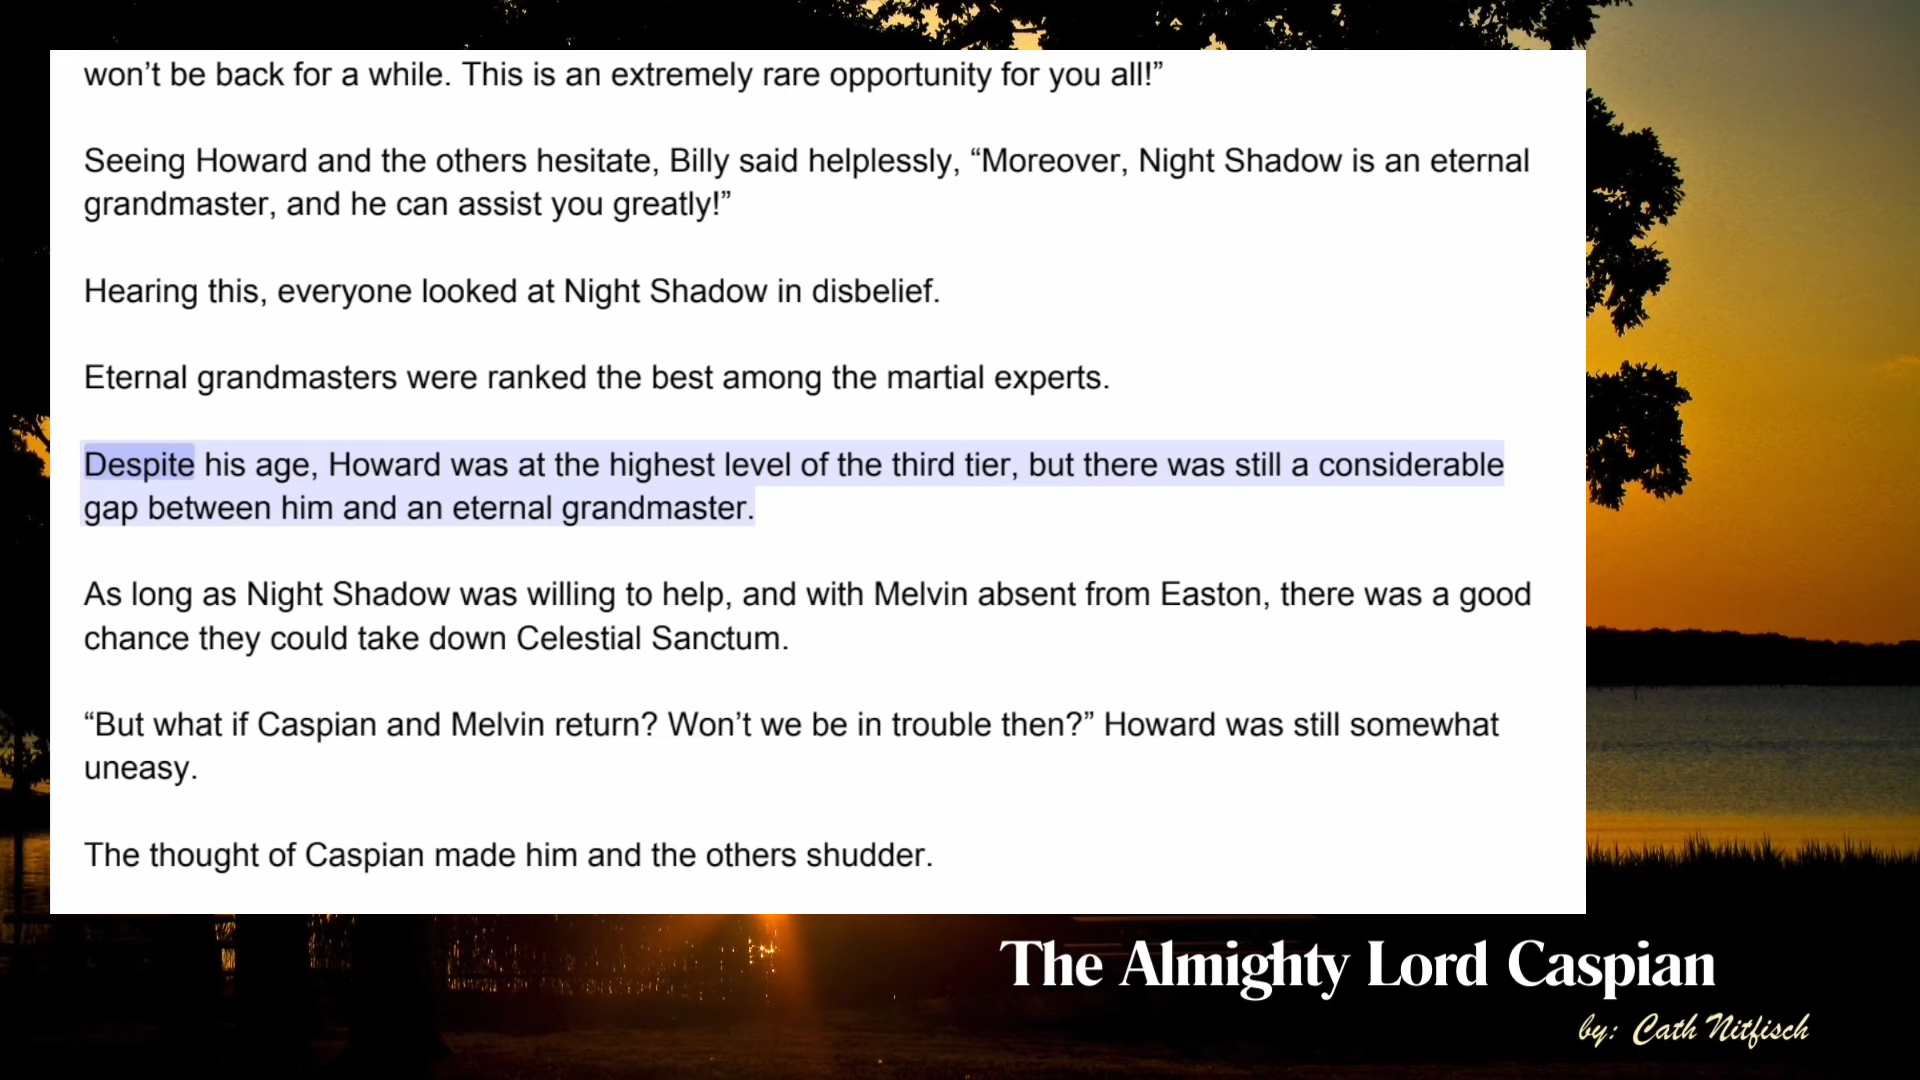 won’t be back for a while. This is an extremely rare opportunity for you all!”
Seeing Howard and the others hesitate, Billy said helplessly, “Moreover, Night Shadow is an eternal
grandmaster, and he can assist you greatly!”
Hearing this, everyone looked at Night Shadow in disbelief.
Eternal grandmasters were ranked the best among the martial experts.
Despite his age, Howard was at the highest level of the third tier, but there was still a considerable
gap between him and an eternal grandmaster.
As long as Night Shadow was willing to help, and with Melvin absent from Easton, there was a good
chance they could take down Celestial Sanctum.
“But what if Caspian and Melvin return? Won’t we be in trouble then?” Howard was still somewhat
uneasy.
The thought of Caspian made him and the others shudder.
The Almighty Lord Caspian
by: Cath Nitfisch